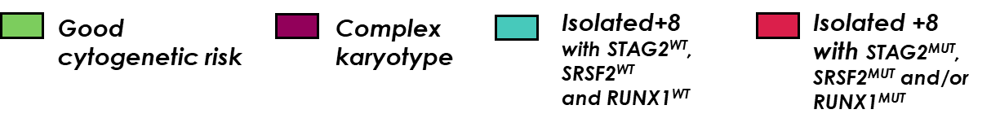 Good
cytogenetic risk
Complex
karyotype
Isolated+8
with STAG2ᵂᵀ,
SRSF2ᵂᵀ
and RUNX1ᵂᵀ
Isolated +8
with STAG2ᴹᵁᵀ,
SRSF2ᴹᵁᵀ and/or
RUNX1ᴹᵁᵀ